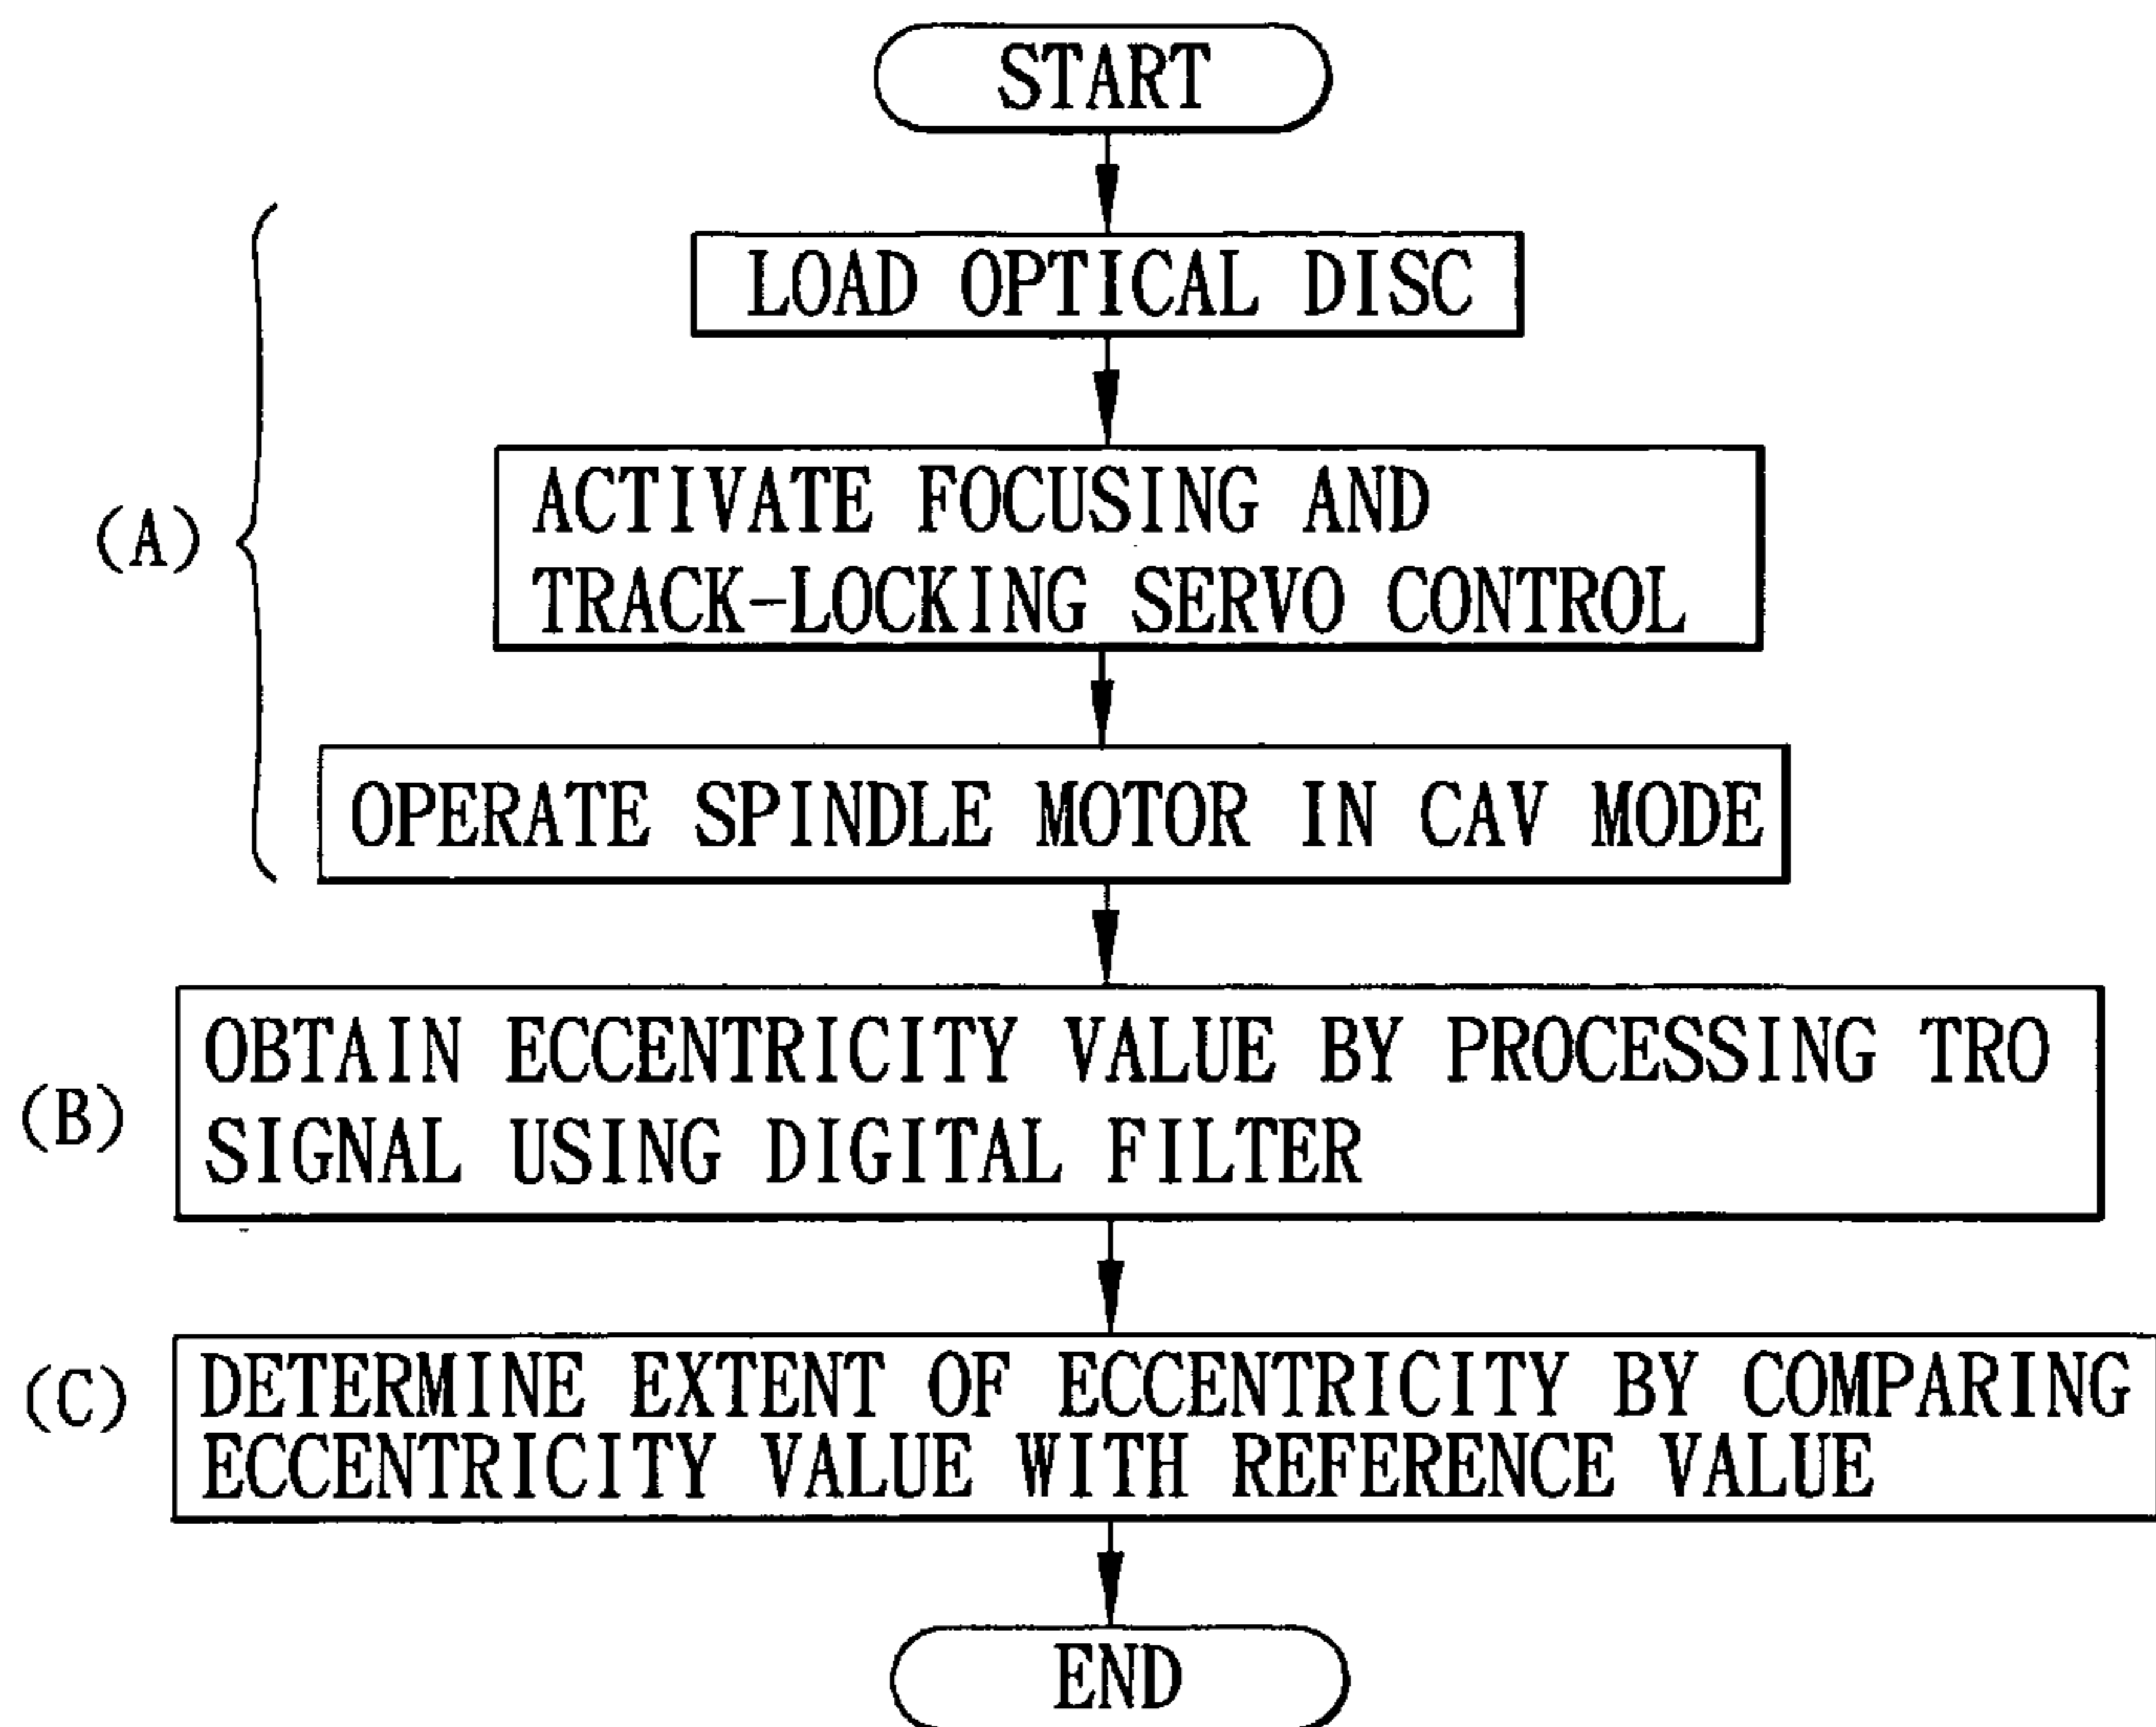 START
LOAD OPTICAL DISC
(A)
ACTIVATE FOCUSING AND
TRACK-LOCKING SERVO CONTROL
OPERATE SPINDLE MOTOR IN CAV MODE
(B)
OBTAIN ECCENTRICITY VALUE BY PROCESSING TRO
SIGNAL USING DIGITAL FILTER
(C)
DETERMINE EXTENT OF ECCENTRICITY BY COMPARING
ECCENTRICITY VALUE WITH REFERENCE VALUE
END